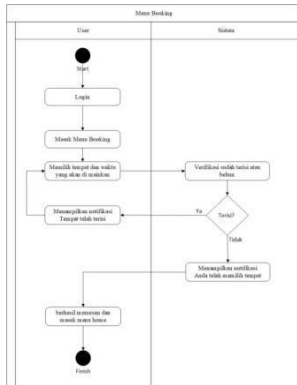 Menu Booking
User
Sistem
Start
Login
Masuk Menu Booking
Memilih tempat dan waktu
yang akan di mainkan
Verifikasi sudah terisi atau
belum
Menampilkan notifikasi
Tempat telah terisi
Ya
Terisi?
Tidak
Menampilkan notifikasi
Anda telah memilih tempat
berhasil memesan dan
masuk menu home
Finish